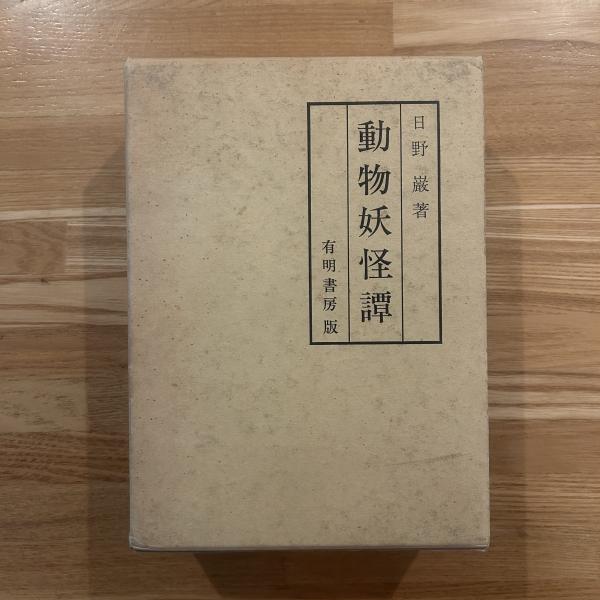 日野 巌著
動物妖怪譚
有明書房版